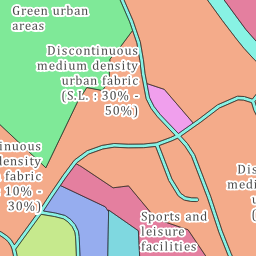 Green urban
areas
Discontinuous
medium density
urban fabric
(S.L. : 30% -
50%)
nuous
density
fabric
10% -
30%)
Dis
medi
u
(
Sports and
leisure
facilities